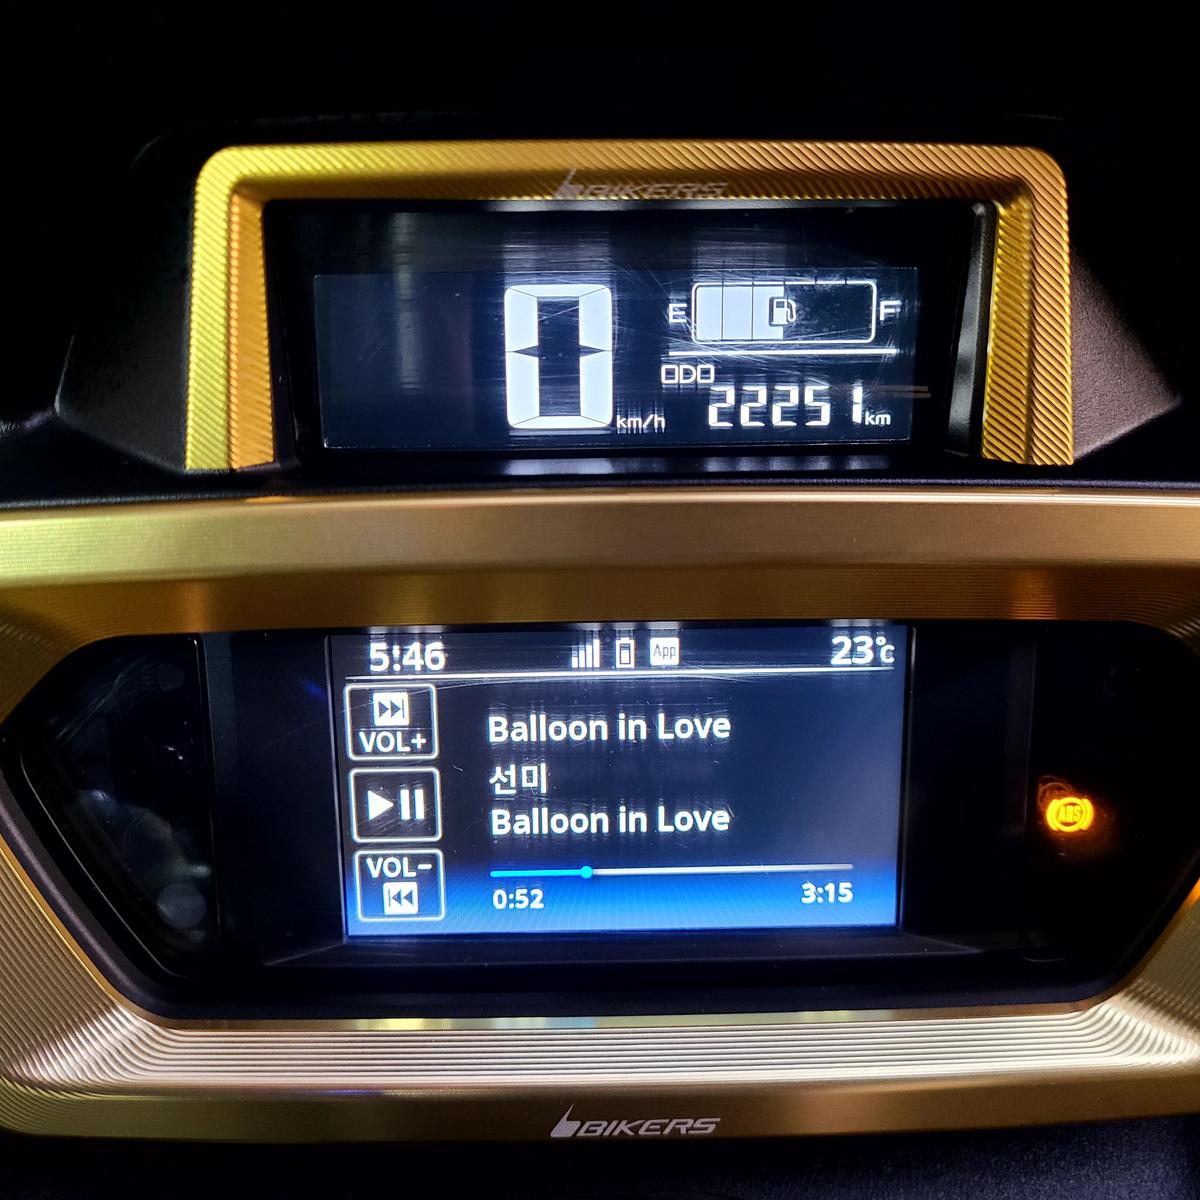 BIKERS
E F
0 km/h
ODO
22251 km
5:46 App 23°C
VOL+
Balloon in Love
선미
Balloon in Love
VOL-
0:52 3:15
ABS
BIKERS